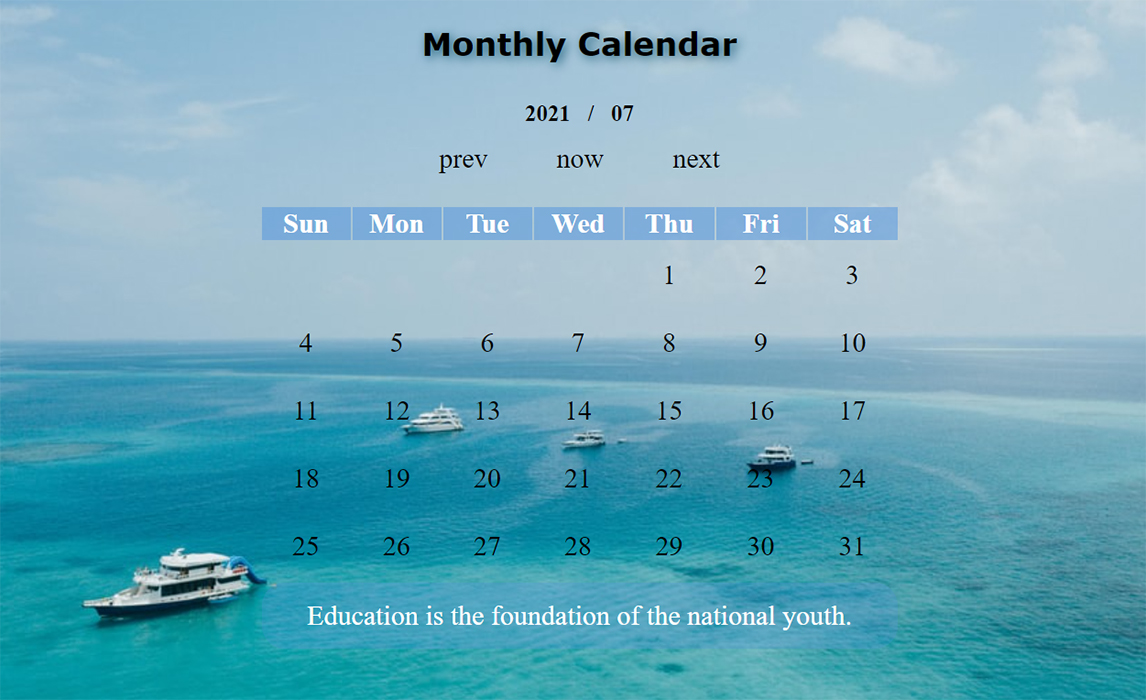 Monthly Calendar
2021 / 07
prev now next
Sun Mon Tue Wed Thu Fri Sat
1 2 3
4 5 6 7 8 9 10
11 12 13 14 15 16 17
18 19 20 21 22 23 24
25 26 27 28 29 30 31
Education is the foundation of the national youth.